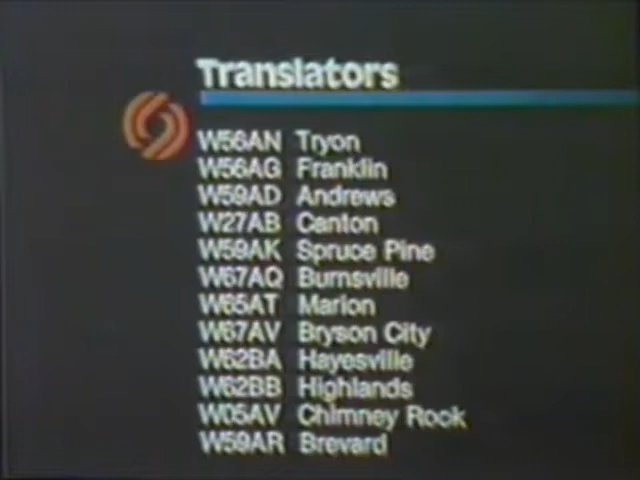 Translators
W56AN Tryon
W56AG Franklin
W59AD Andrews
W27AB Canton
W59AK Spruce Pine
W67AQ Burnsville
W65AT Marion
W67AV Bryson City
W62BA Hayesville
W62BB Highlands
W05AV Chimney Rock
W59AR Brevard